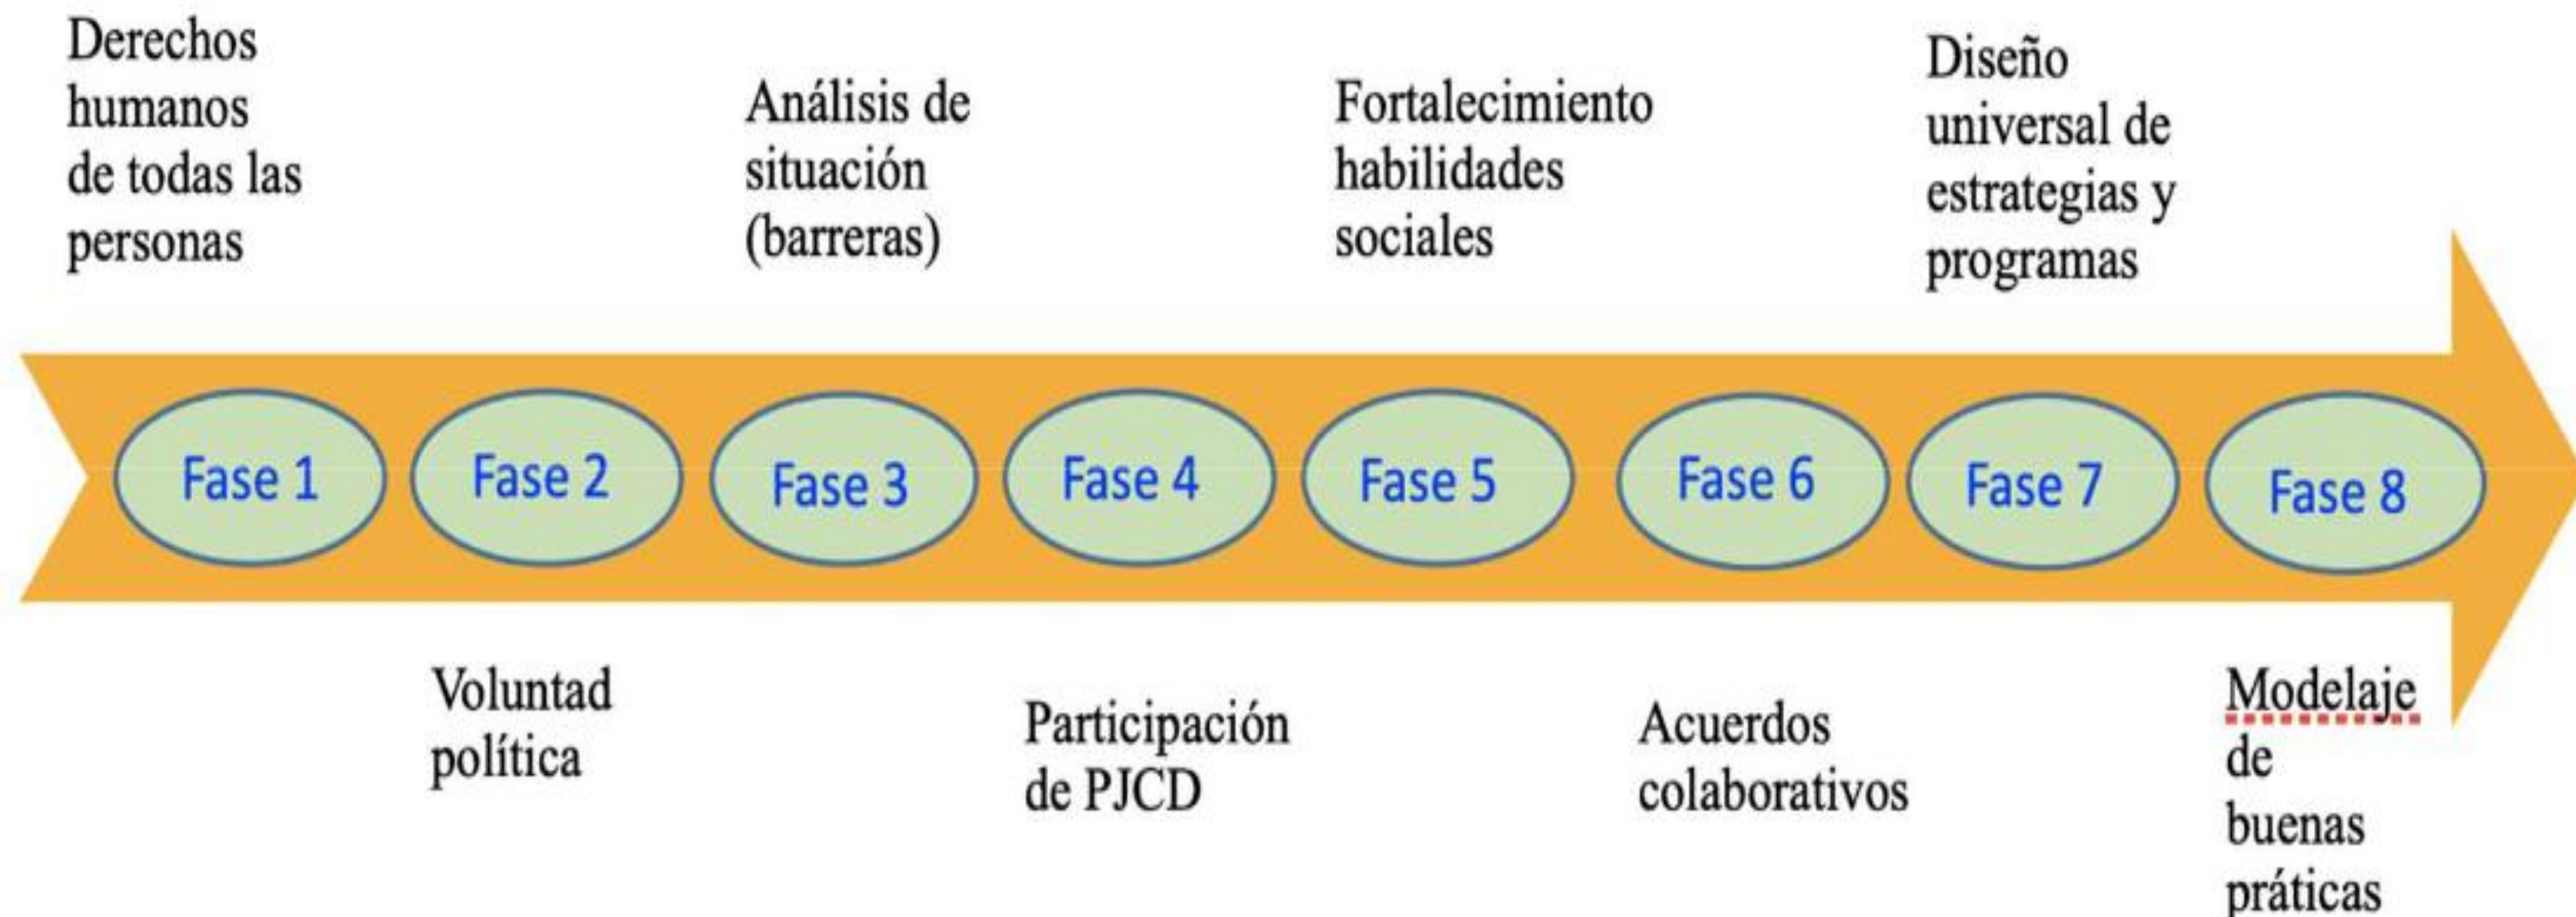 Derechos
humanos
de todas las
personas
Análisis de
situación
(barreras)
Fortalecimiento
habilidades
sociales
Diseño
universal de
estrategias y
programas
Fase 1
Fase 2
Fase 3
Fase 4
Fase 5
Fase 6
Fase 7
Fase 8
Voluntad
política
Participación
de PJCD
Acuerdos
colaborativos
Modelaje
de
buenas
práticas